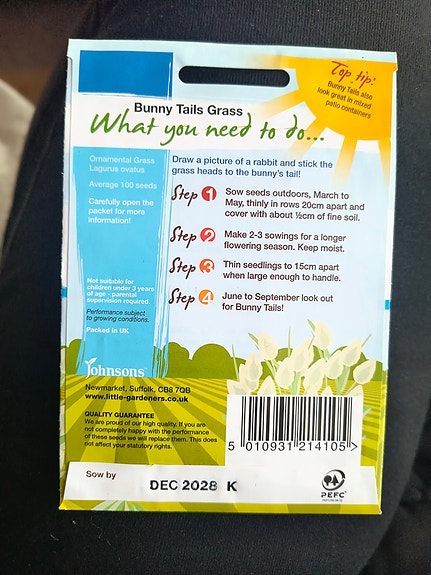 Top tip:
Bunny Tails also
look great in mixed
patio containers
Bunny Tails Grass
What you need to do...
Ornamental Grass
Lagurus ovatus
Average 100 seeds
Carefully open the
packet for more
information!
Not suitable for
children under 3 years
of age - parental
supervision required.
Performance subject
to growing conditions.
Packed in UK
Draw a picture of a rabbit and stick the
grass heads to the bunny's tail!
Step 1 Sow seeds outdoors, March to
May, thinly in rows 20cm apart and
cover with about ½cm of fine soil.
Step 2 Make 2-3 sowings for a longer
flowering season. Keep moist.
Step 3 Thin seedlings to 15cm apart
when large enough to handle.
Step 4 June to September look out
for Bunny Tails!
Johnsons
Newmarket, Suffolk, CB8 7QB
www.little-gardeners.co.uk
QUALITY GUARANTEE
We are proud of our high quality. If you are
not completely happy with the performance
of these seeds we will replace them. This does
not affect your statutory rights.
5 010931 214105 >
Sow by
DEC 2028 K
PEFC